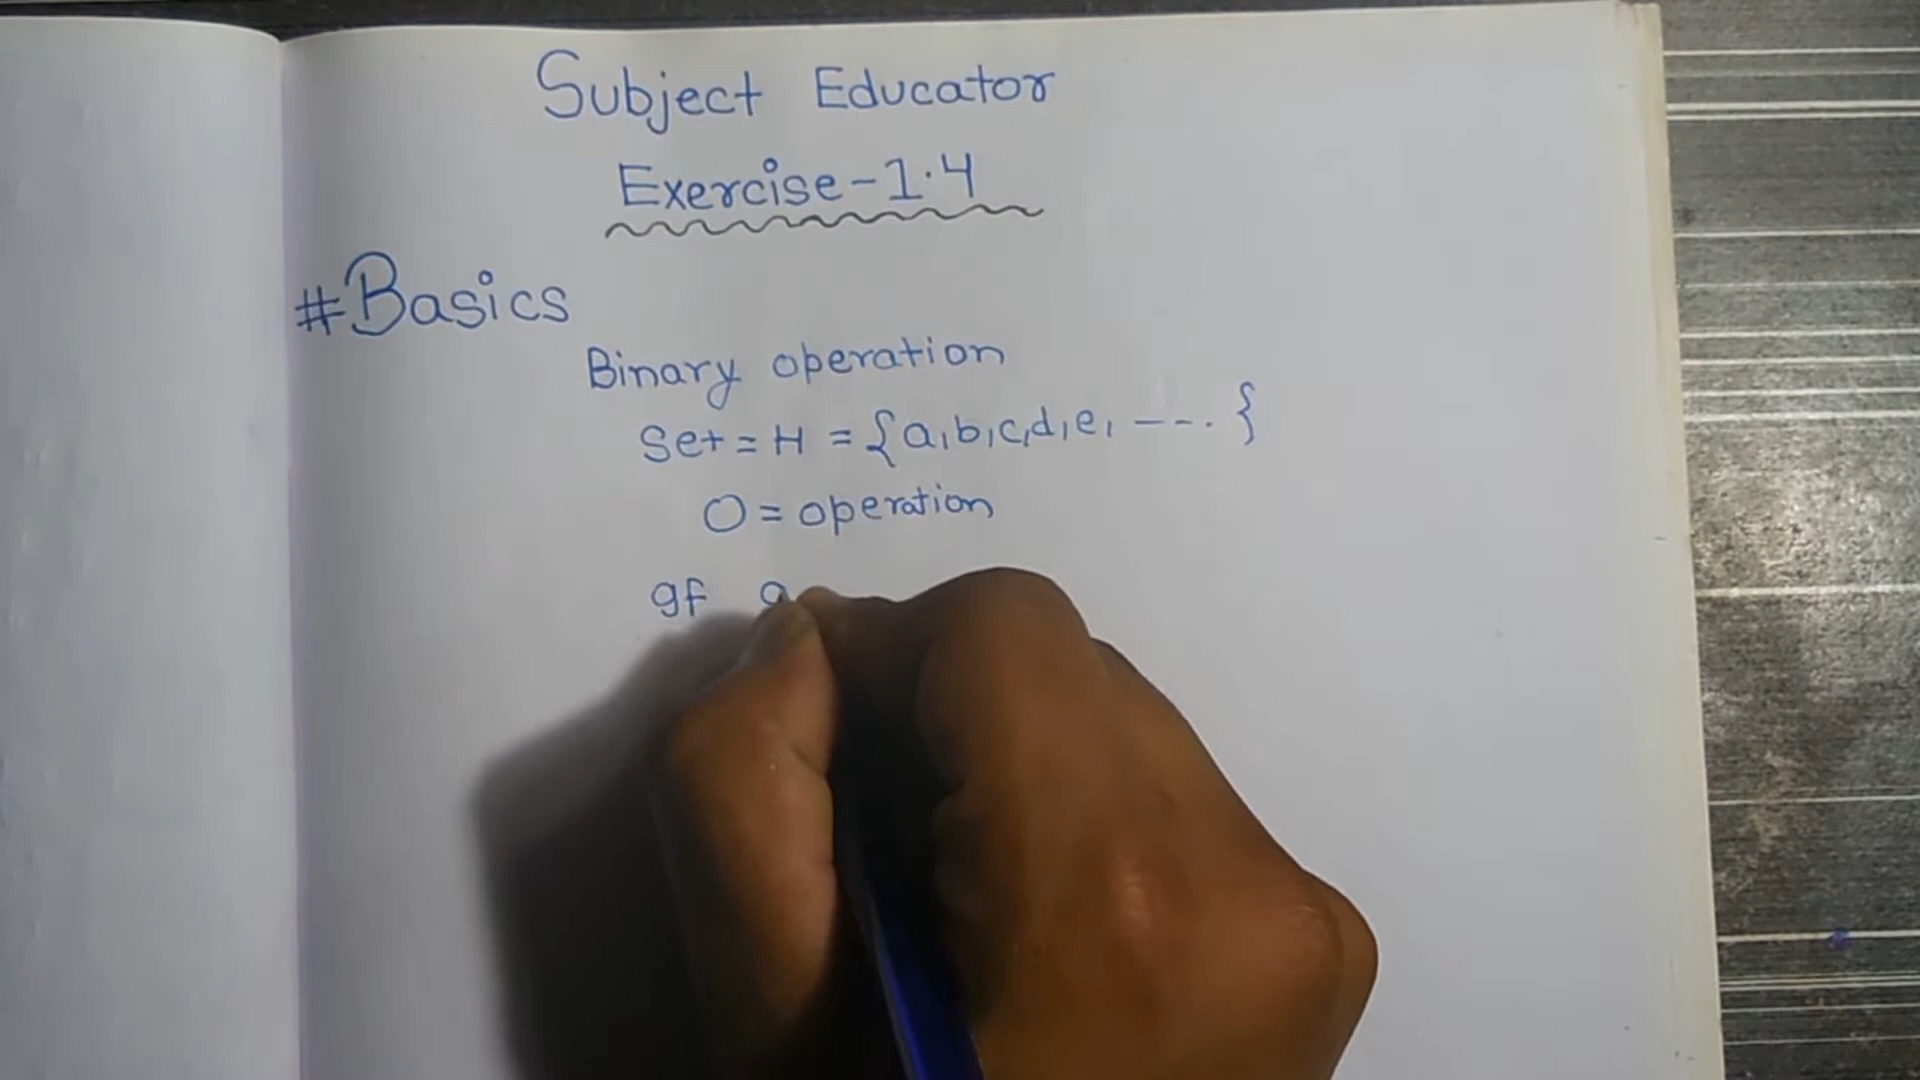 Subject Educator
Exercise-1.4
#Basics
Binary operation
Set = H = {a,b,c,d,e, ---. }
O = operation
If a